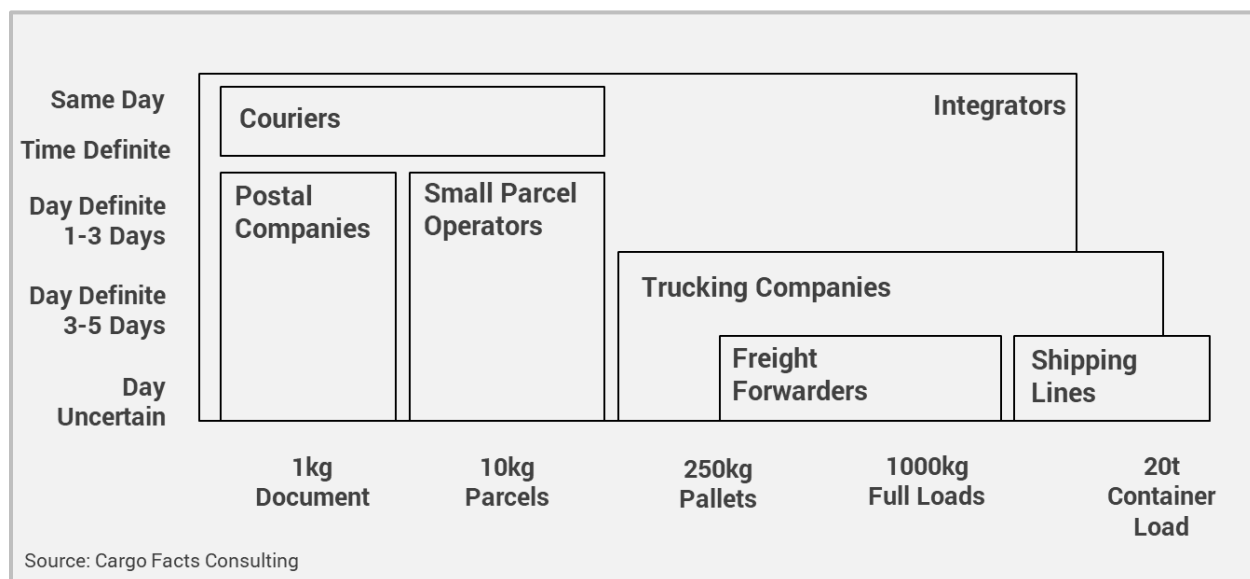 Same Day
Time Definite
Day Definite
1-3 Days
Day Definite
3-5 Days
Day
Uncertain
Couriers
Integrators
Postal
Companies
Small Parcel
Operators
Trucking Companies
Freight
Forwarders
Shipping
Lines
1kg
Document
10kg
Parcels
250kg
Pallets
1000kg
Full Loads
20t
Container
Load
Source: Cargo Facts Consulting